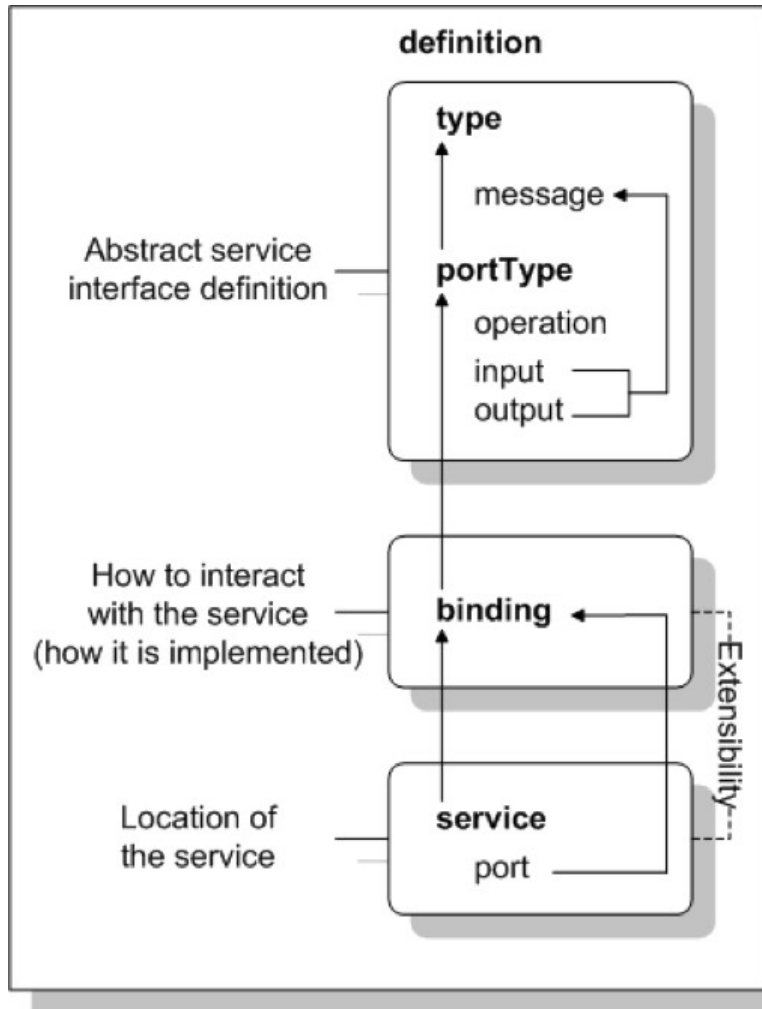 definition
type
message
Abstract service
interface definition
portType
operation
input
output
How to interact
with the service
(how it is implemented)
binding
Extensibility
Location of
the service
service
port